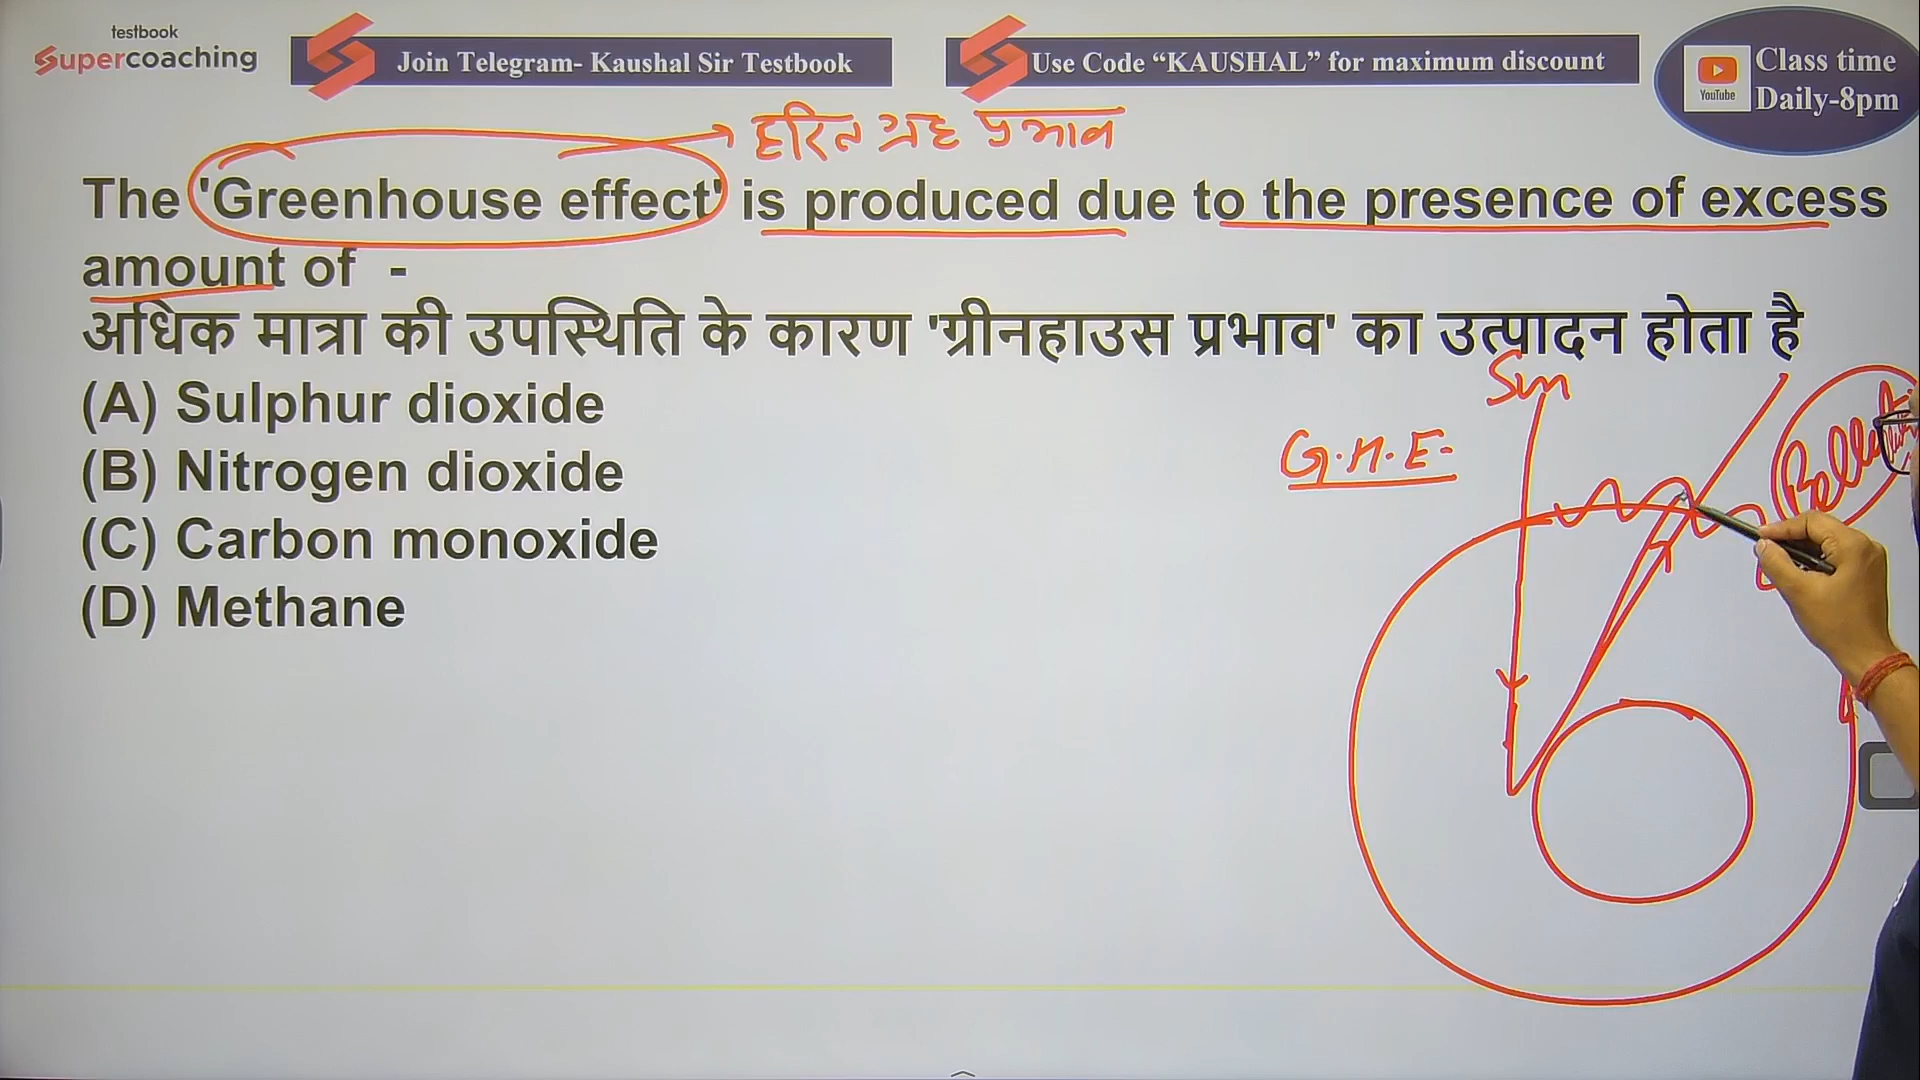 testbook
Supercoaching
Join Telegram- Kaushal Sir Testbook
Use Code “KAUSHAL” for maximum discount
YouTube
Class time
Daily-8pm
हरित ग्रह प्रभाव
The 'Greenhouse effect' is produced due to the presence of excess
amount of -
अधिक मात्रा की उपस्थिति के कारण 'ग्रीनहाउस प्रभाव' का उत्पादन होता है
(A) Sulphur dioxide
(B) Nitrogen dioxide
(C) Carbon monoxide
(D) Methane
Sun
G.H.E.